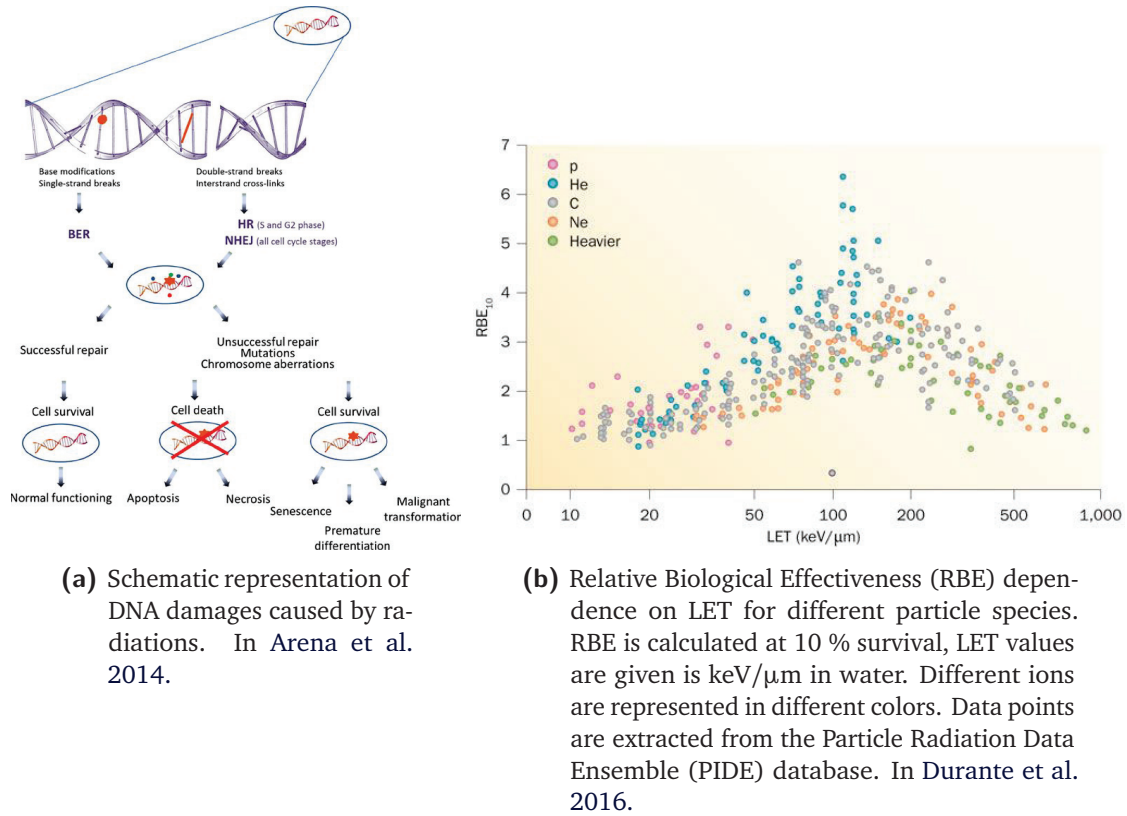 Base modifications
Single-strand breaks
Double-strand breaks
Interstrand cross-links
BER
HR (S and G2 phase)
NHEJ (all cell cycle stages)
Successful repair
Unsuccessful repair
Mutations
Chromosome aberrations
Cell survival
Cell death
Cell survival
Normal functioning
Apoptosis
Necrosis
Senescence
Premature
differentiation
Malignant
transformation
(a) Schematic representation of
DNA damages caused by ra-
diations. In Arena et al.
2014.
7
6
5
4
3
2
1
0
RBE10
p
He
C
Ne
Heavier
0 10 20 50 100 200 500 1,000
LET (keV/μm)
(b) Relative Biological Effectiveness (RBE) depen-
dence on LET for different particle species.
RBE is calculated at 10 % survival, LET values
are given is keV/μm in water. Different ions
are represented in different colors. Data points
are extracted from the Particle Radiation Data
Ensemble (PIDE) database. In Durante et al.
2016.